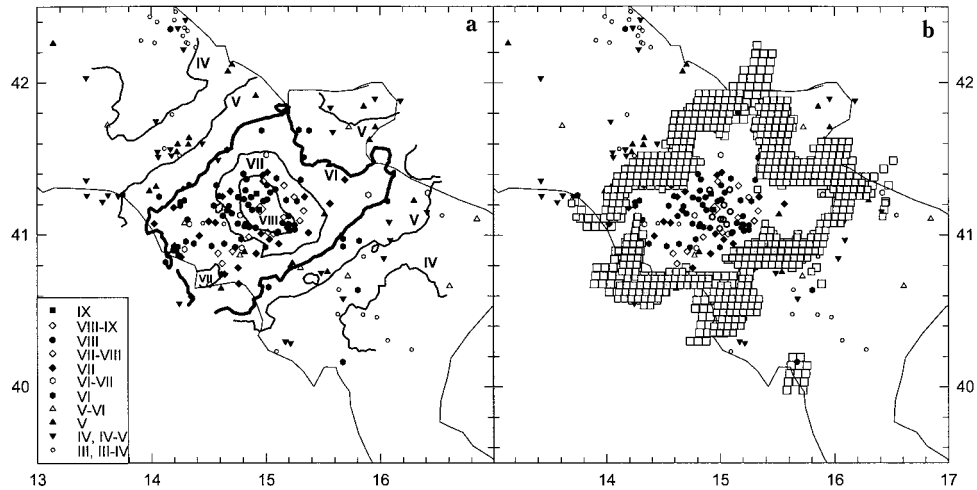 a
b
42
41
40
42
41
40
IV
V
V
VII
VI
VIII
V
VII
IV
IX
VIII-IX
VIII
VII-VIII
VII
VI-VII
VI
V-VI
V
IV, IV-V
III, III-IV
13 14 15 16
14 15 16 17